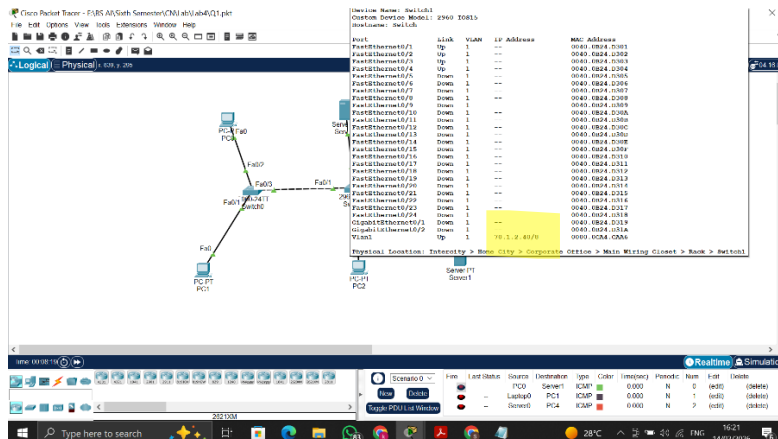 Cisco Packet Tracer - E:\BS AI\Sixth Semester\CN\Lab\Lab4\Q1.pkt
File Edit Options View Tools Extensions Window Help
Logical
Physical
x: 639, y: 205
Device Name: Switch1
Custom Device Model: 2960 IOS15
Hostname: Switch
Port Link VLAN IP Address MAC Address
FastEthernet0/1 Up 1 -- 0040.0B24.D301
FastEthernet0/2 Up 1 -- 0040.0B24.D302
FastEthernet0/3 Up 1 -- 0040.0B24.D303
FastEthernet0/4 Up 1 -- 0040.0B24.D304
FastEthernet0/5 Down 1 -- 0040.0B24.D305
FastEthernet0/6 Down 1 -- 0040.0B24.D306
FastEthernet0/7 Down 1 -- 0040.0B24.D307
FastEthernet0/8 Down 1 -- 0040.0B24.D308
FastEthernet0/9 Down 1 -- 0040.0B24.D309
FastEthernet0/10 Down 1 -- 0040.0B24.D30A
FastEthernet0/11 Down 1 -- 0040.0B24.D30B
FastEthernet0/12 Down 1 -- 0040.0B24.D30C
FastEthernet0/13 Down 1 -- 0040.0B24.D30D
FastEthernet0/14 Down 1 -- 0040.0B24.D30E
FastEthernet0/15 Down 1 -- 0040.0B24.D30F
FastEthernet0/16 Down 1 -- 0040.0B24.D310
FastEthernet0/17 Down 1 -- 0040.0B24.D311
FastEthernet0/18 Down 1 -- 0040.0B24.D312
FastEthernet0/19 Down 1 -- 0040.0B24.D313
FastEthernet0/20 Down 1 -- 0040.0B24.D314
FastEthernet0/21 Down 1 -- 0040.0B24.D315
FastEthernet0/22 Down 1 -- 0040.0B24.D316
FastEthernet0/23 Down 1 -- 0040.0B24.D317
FastEthernet0/24 Down 1 -- 0040.0B24.D318
GigabitEthernet0/1 Down 1 -- 0040.0B24.D319
GigabitEthernet0/2 Down 1 -- 0040.0B24.D31A
Vlan1 Up 1 70.1.2.40/8 0000.0CA4.CAA6
Physical Location: Intercity > Home City > Corporate Office > Main Wiring Closet > Rack > Switch1
PC-PT Fa0
PC0
Fa0/2
Fa0/3
Fa0/1
Fa0/1
Switch0
Fa0
PC-PT
PC1
PC-PT
PC2
Server-PT
Server1
Time: 00:08:19
Realtime
Scenario 0
New
Delete
Toggle PDU List Window
Fire Last Status Source Destination Type Color Time(sec) Periodic Num Edit Delete
-- PC0 Server1 ICMP 0.000 N 0 (edit) (delete)
-- Laptop0 PC1 ICMP 0.000 N 1 (edit) (delete)
-- Server0 PC4 ICMP 0.000 N 2 (edit) (delete)
2621XM
Type here to search
28°C
ENG
16:21